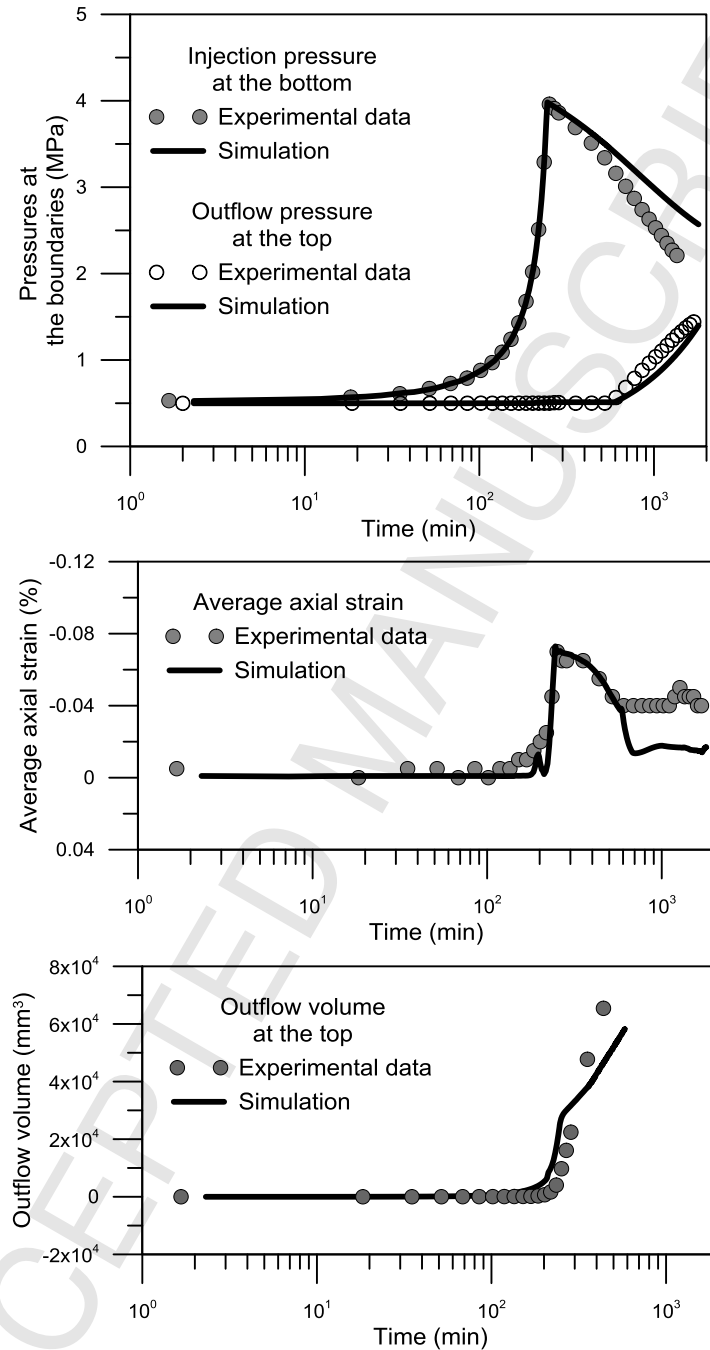 5
4
3
2
1
0
Pressures at
the boundaries (MPa)
Injection pressure
at the bottom
Experimental data
Simulation
Outflow pressure
at the top
Experimental data
Simulation
10⁰ 10¹ 10² 10³
Time (min)
-0.12
-0.08
-0.04
0
0.04
Average axial strain (%)
Average axial strain
Experimental data
Simulation
10⁰ 10¹ 10² 10³
Time (min)
8x10⁴
6x10⁴
4x10⁴
2x10⁴
0
-2x10⁴
Outflow volume (mm³)
Outflow volume
at the top
Experimental data
Simulation
10⁰ 10¹ 10² 10³
Time (min)
CEPTED MANUSCRI